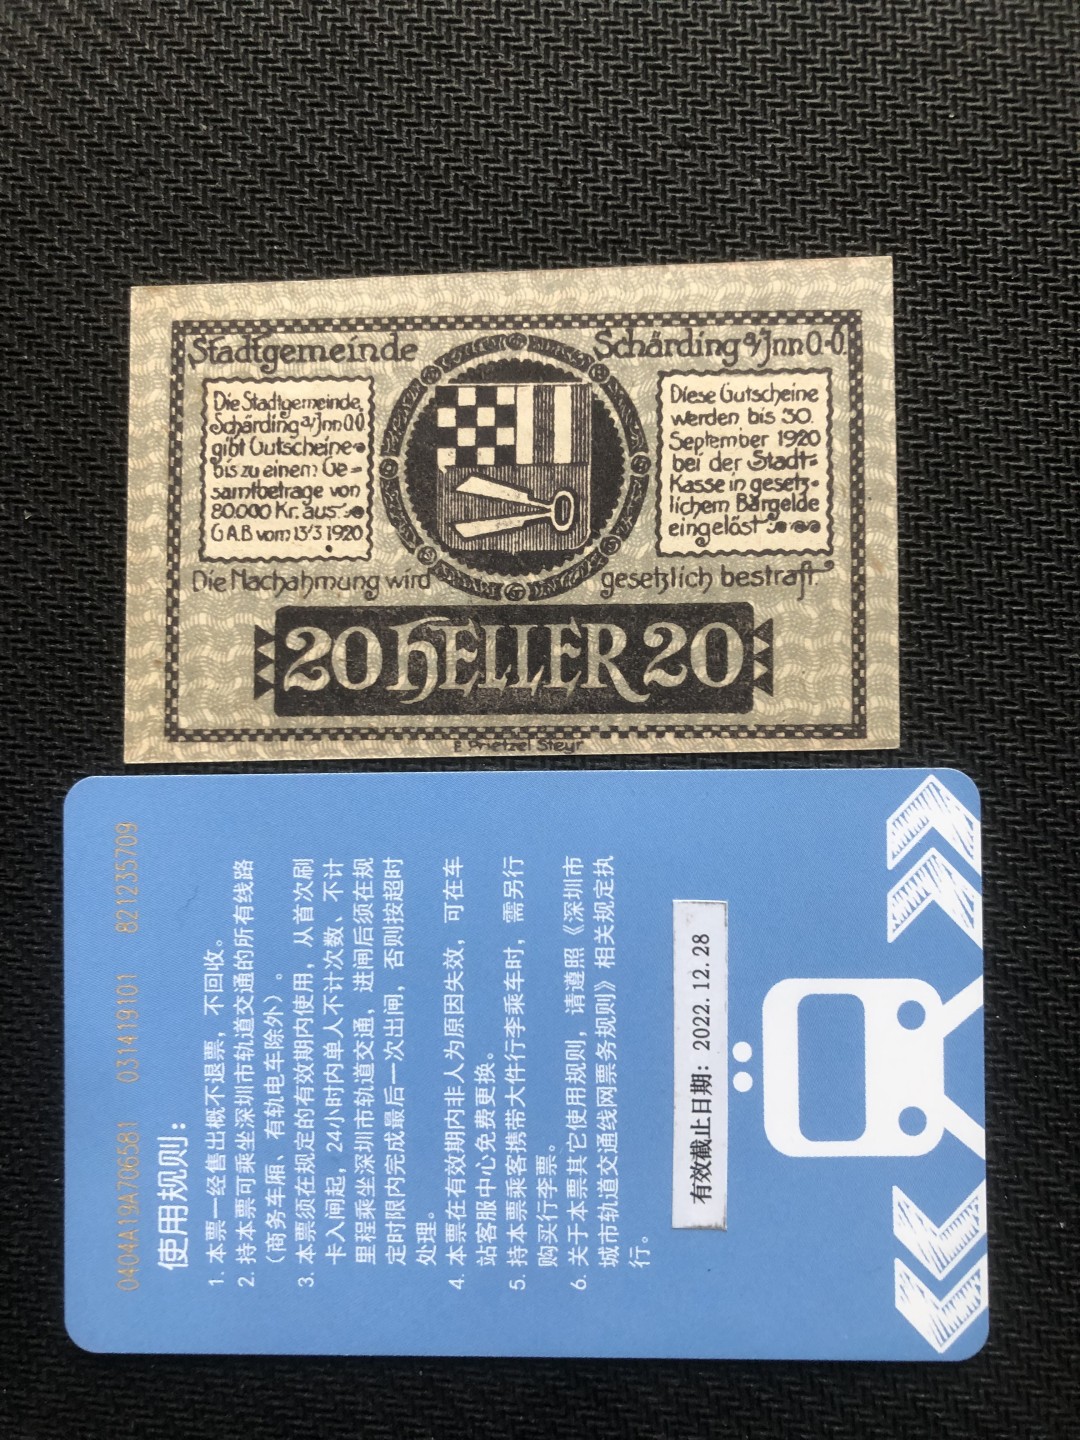 Stadtgemeinde
Schärding a/Jnn O.-Ö.
Die Stadtgemeinde
Schärding a/Jnn O.Ö
gibt Gutscheine
bis zu einem Ge=
samtbetrage von
80.000 Kr. aus.
GAB vom 13/3 1920
Diese Gutscheine
werden bis 30.
September 1920
bei der Stadt=
Kasse in gesetz=
lichem Bargelde
eingelöst
Die Nachahmung wird
gesetzlich bestraft.
20 HELLER 20
E. Prietzel Steyr
0404A19A706581 031419101 821235709
使用规则：
1. 本票一经售出概不退票，不回收。
2. 持本票可乘坐深圳市轨道交通的所有线路
（商务车厢、有轨电车除外）。
3. 本票须在规定的有效期内使用，从首次刷
卡入闸起，24小时内单人不计次数、不计
里程乘坐深圳市轨道交通，进闸后须在规
定时限内完成最后一次出闸，否则按超时
处理。
4. 本票在有效期内非人为原因失效，可在车
站客服中心免费更换。
5. 持本票乘客携带大件行李乘车时，需另行
购买行李票。
6. 关于本票其它使用规则，请遵照《深圳市
城市轨道交通线网票务规则》相关规定执
行。
有效截止日期：2022.12.28